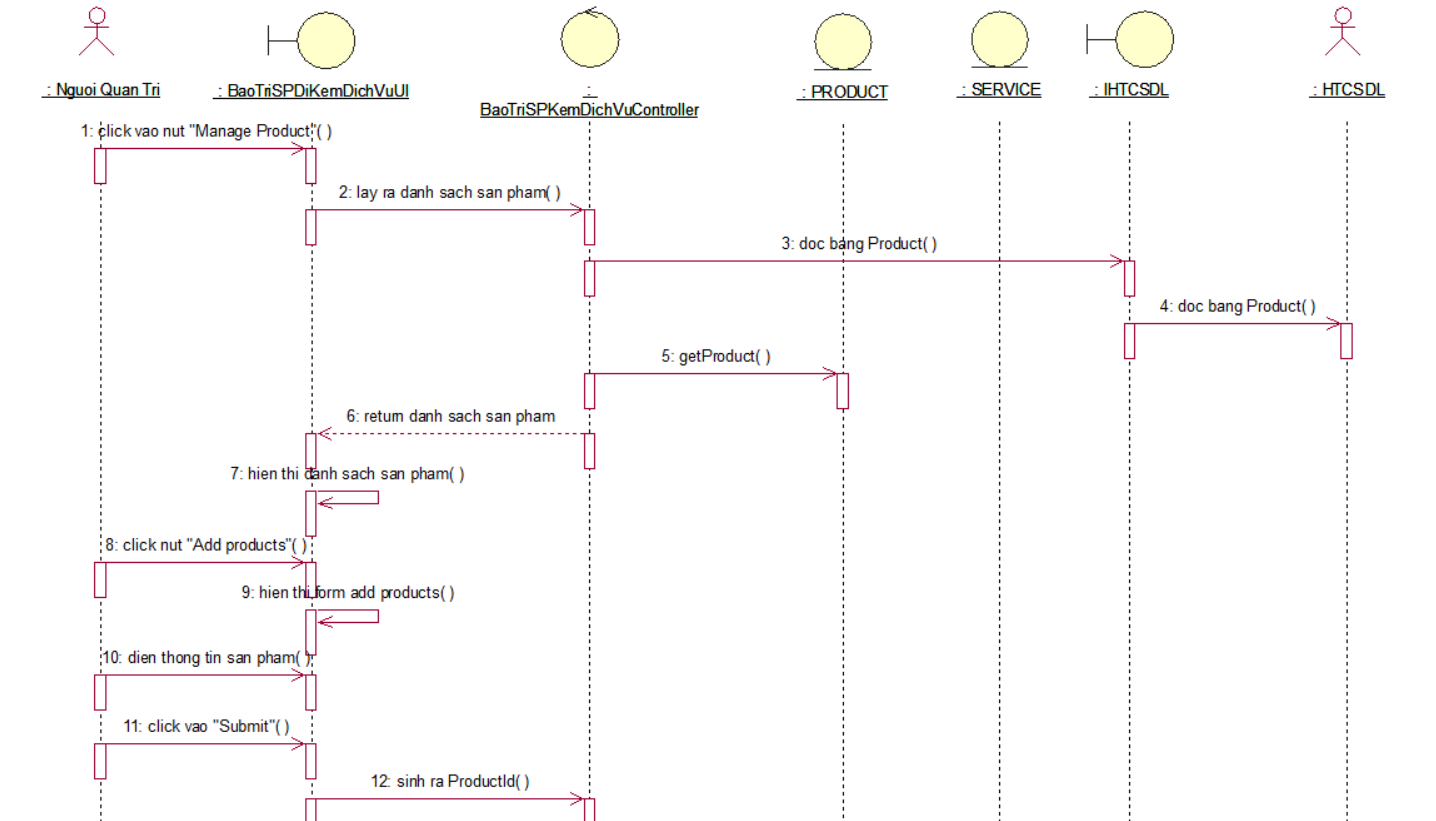 : Nguoi Quan Tri
: BaoTriSPDiKemDichVuUI
:
BaoTriSPKemDichVuController
: PRODUCT
: SERVICE
: IHTCSDL
: HTCSDL
1: click vao nut "Manage Product"( )
2: lay ra danh sach san pham( )
3: doc bang Product( )
4: doc bang Product( )
5: getProduct( )
6: return danh sach san pham
7: hien thi danh sach san pham( )
8: click nut "Add products"( )
9: hien thi form add products( )
10: dien thong tin san pham( )
11: click vao "Submit"( )
12: sinh ra ProductId( )